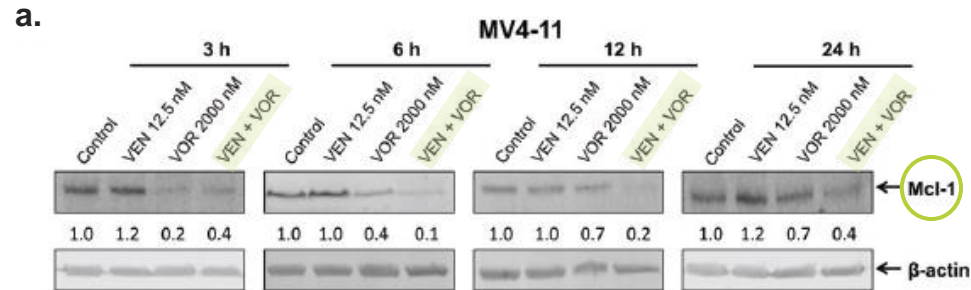 a.
MV4-11
3 h 6 h 12 h 24 h
Control VEN 12.5 nM VOR 2000 nM VEN + VOR Control VEN 12.5 nM VOR 2000 nM VEN + VOR Control VEN 12.5 nM VOR 2000 nM VEN + VOR Control VEN 12.5 nM VOR 2000 nM VEN + VOR
Mcl-1
1.0 1.2 0.2 0.4 1.0 1.0 0.4 0.1 1.0 1.0 0.7 0.2 1.0 1.2 0.7 0.4
β-actin